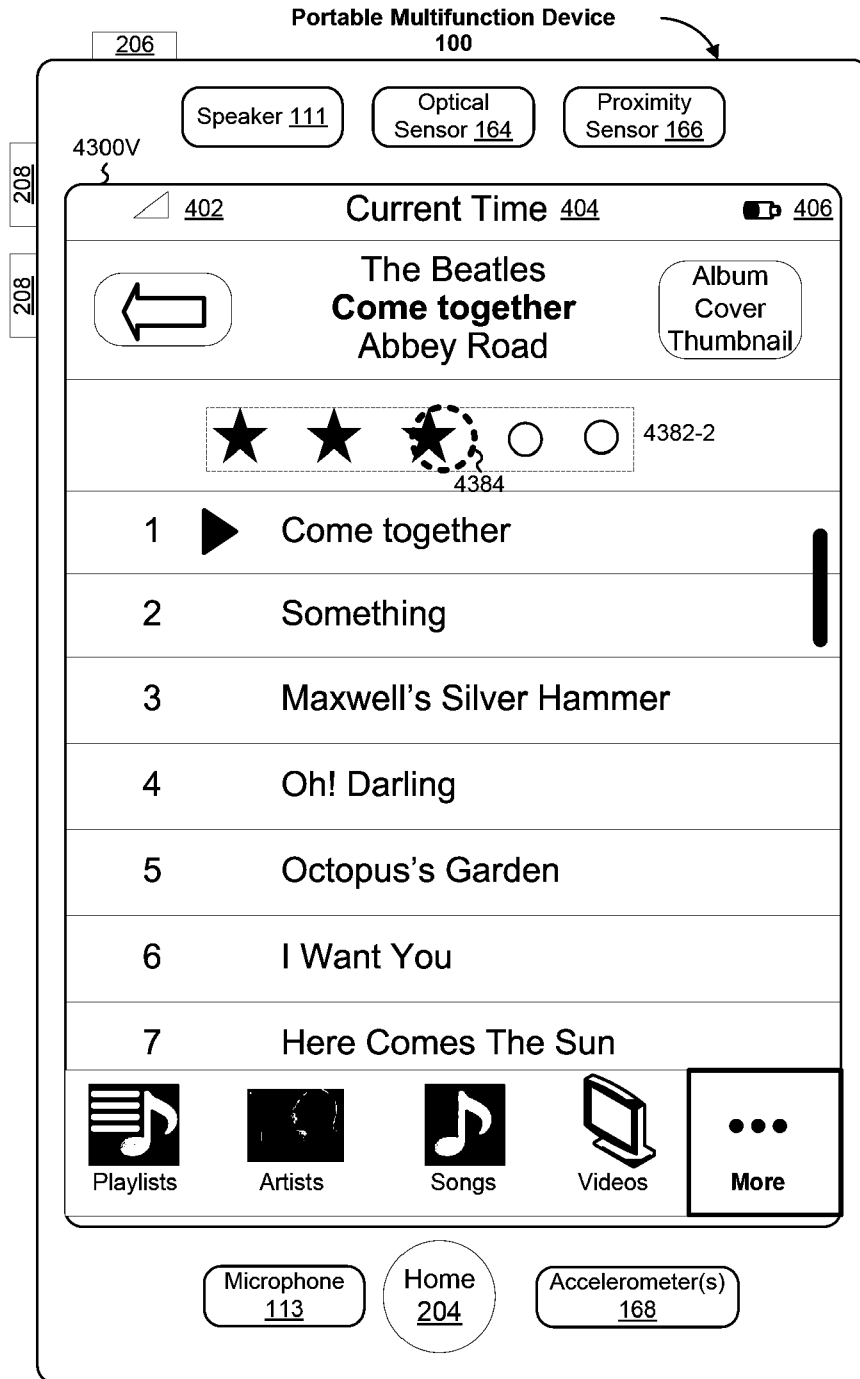 Portable Multifunction Device
100
206
Speaker 111
Optical
Sensor 164
Proximity
Sensor 166
4300V
208
208
402
Current Time 404
406
The Beatles
Come together
Abbey Road
Album
Cover
Thumbnail
4382-2
4384
1 Come together
2 Something
3 Maxwell's Silver Hammer
4 Oh! Darling
5 Octopus's Garden
6 I Want You
7 Here Comes The Sun
Playlists
Artists
Songs
Videos
More
Microphone
113
Home
204
Accelerometer(s)
168